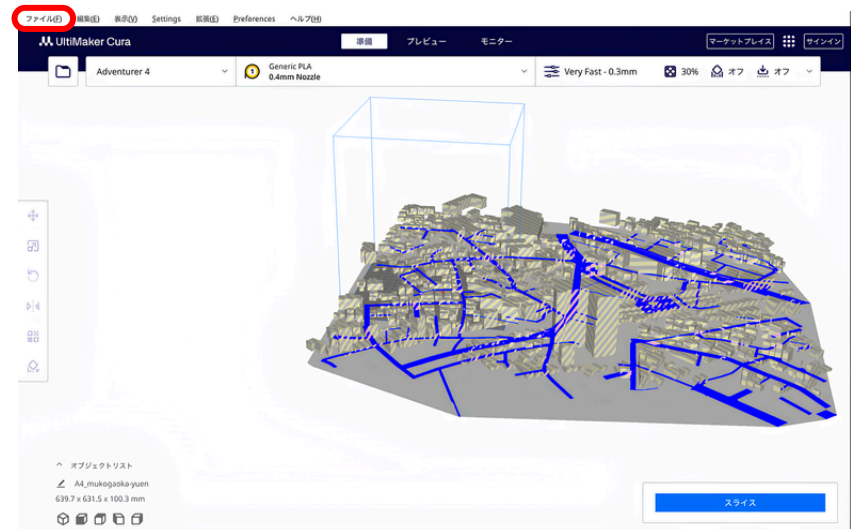 ファイル(F) 編集(E) 表示(V) Settings 拡張(E) Preferences ヘルプ(H)
UltiMaker Cura 準備 プレビュー モニター マーケットプレイス サインイン
Adventurer 4 1 Generic PLA 0.4mm Nozzle Very Fast - 0.3mm 30% オフ オフ
オブジェクトリスト
A4_mukogaoka-yuen
639.7 x 631.5 x 100.3 mm
スライス